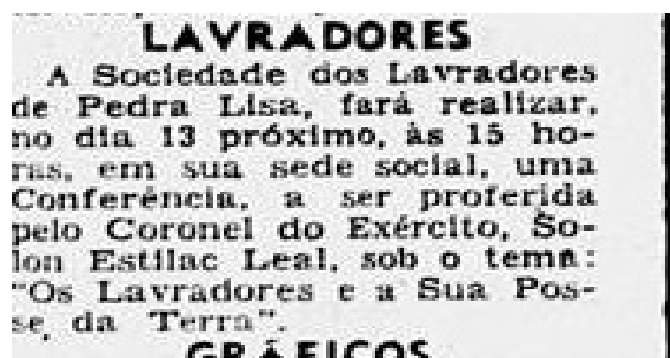 LAVRADORES
A Sociedade dos Lavradores
de Pedra Lisa, fará realizar,
no dia 13 próximo, às 15 ho-
ras, em sua sede social, uma
Conferência, a ser proferida
pelo Coronel do Exército, So-
lon Estilac Leal, sob o tema:
"Os Lavradores e a Sua Pos-
se da Terra".
GRÁFICOS